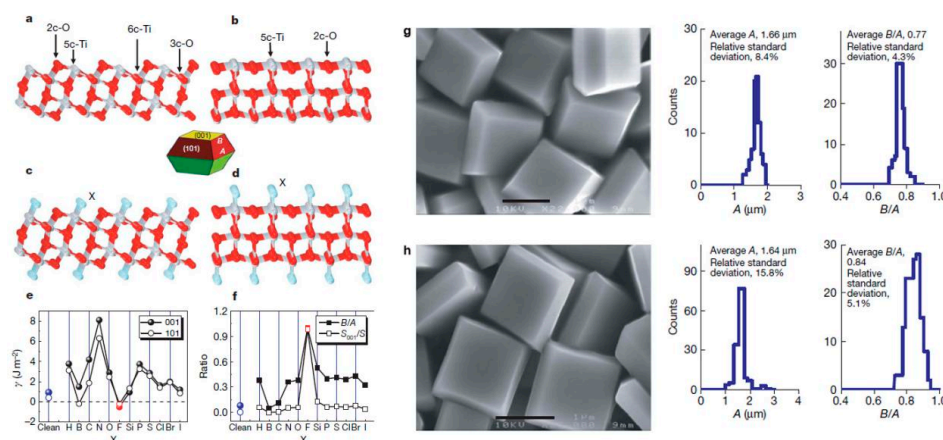 a
2c-O
6c-Ti
3c-O
5c-Ti
b
5c-Ti
2c-O
(001)
(101)
B
A
c
X
d
X
e
8
6
4
2
0
−2
γ (J m⁻²)
001
101
Clean
H B C N O F Si P S Cl Br I
X
f
1.2
0.8
0.4
0.0
Ratio
B/A
S₀₀₁/S
Clean
H B C N O F Si P S Cl Br I
X
g
10KV
9mm
Average A, 1.66 μm
Relative standard
deviation, 8.4%
Counts
30
20
10
0
0 1 2 3
A (μm)
Average B/A, 0.77
Relative standard
deviation, 4.3%
30
20
10
0
0.4 0.6 0.8 1.0
B/A
h
10KV
1μm
9mm
Average A, 1.64 μm
Relative standard
deviation, 15.8%
Counts
90
60
30
0
0 1 2 3 4
A (μm)
Average B/A,
0.84
Relative
standard
deviation,
5.1%
30
20
10
0
0.4 0.6 0.8 1.0
B/A